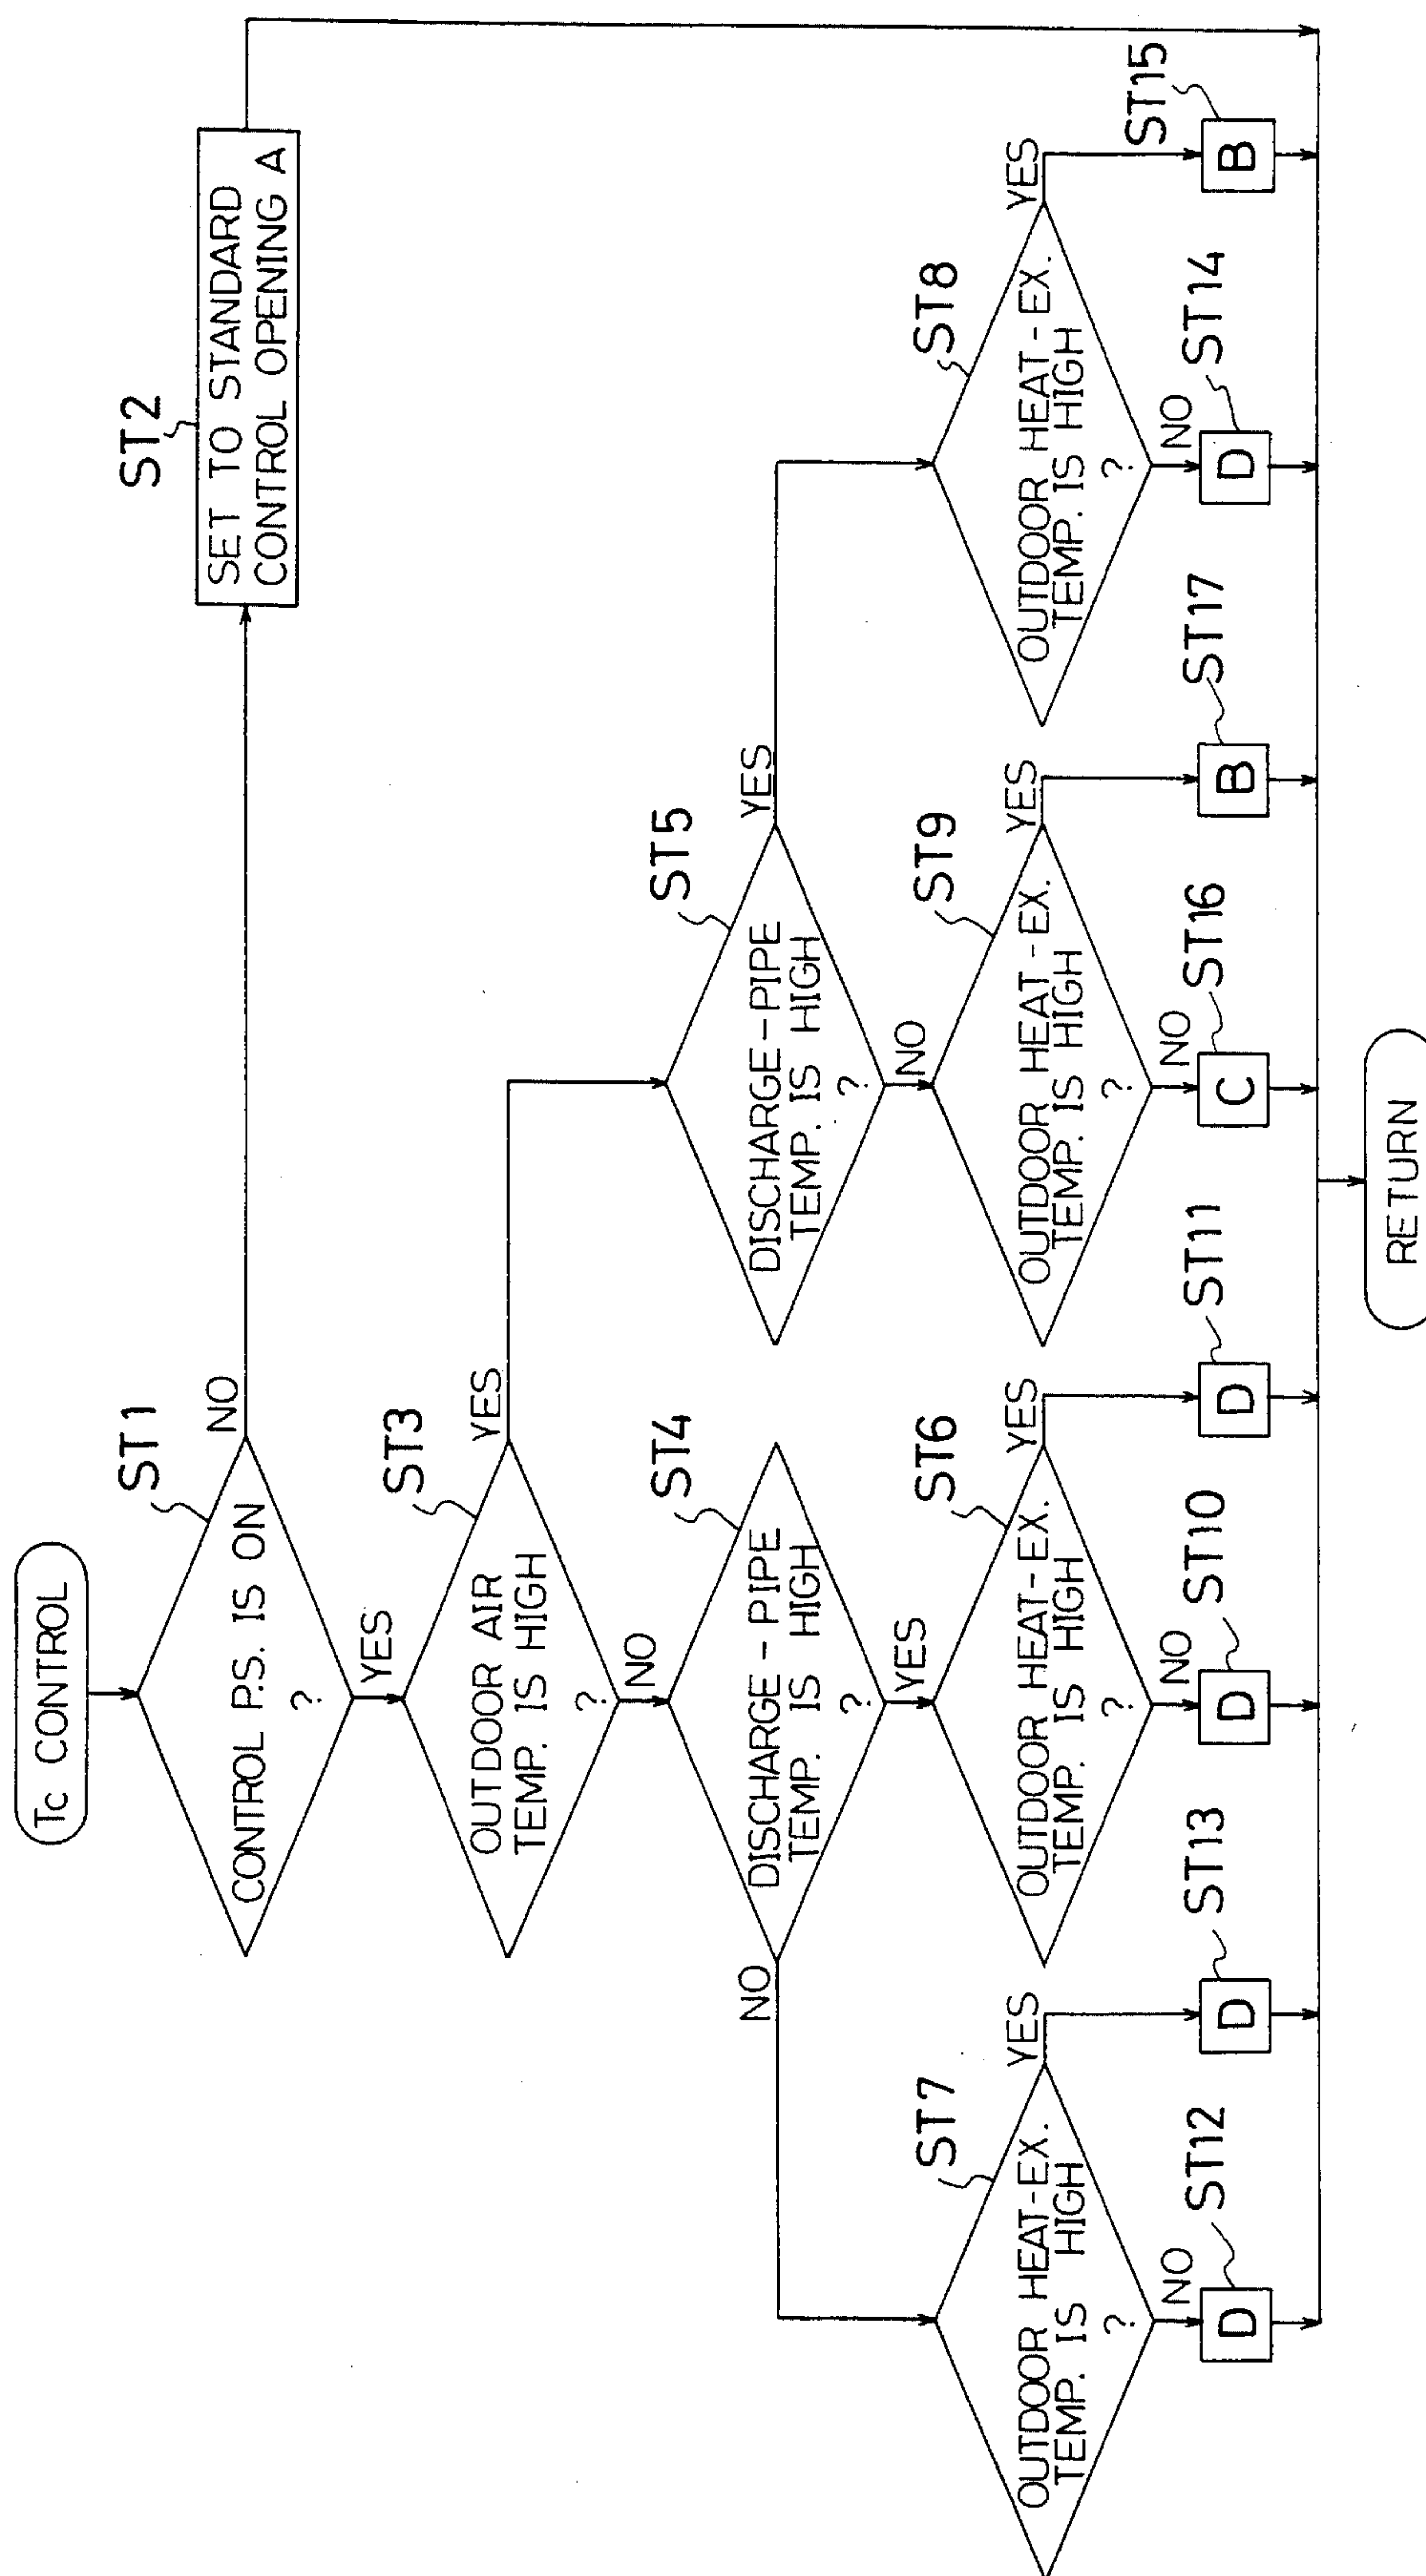 Tc CONTROL
ST1
CONTROL P.S. IS ON
?
NO
YES
ST2
SET TO STANDARD
CONTROL OPENING A
ST3
OUTDOOR AIR
TEMP. IS HIGH
?
YES
NO
ST4
DISCHARGE-PIPE
TEMP. IS HIGH
?
NO
YES
ST5
DISCHARGE-PIPE
TEMP. IS HIGH
?
YES
NO
ST7
OUTDOOR HEAT-EX.
TEMP. IS HIGH
?
YES
NO
ST6
OUTDOOR HEAT-EX.
TEMP. IS HIGH
?
YES
NO
ST9
OUTDOOR HEAT-EX.
TEMP. IS HIGH
?
YES
NO
ST8
OUTDOOR HEAT-EX.
TEMP. IS HIGH
?
YES
NO
ST12
D
ST13
D
ST10
D
ST11
D
ST16
C
ST17
B
ST14
D
ST15
B
RETURN